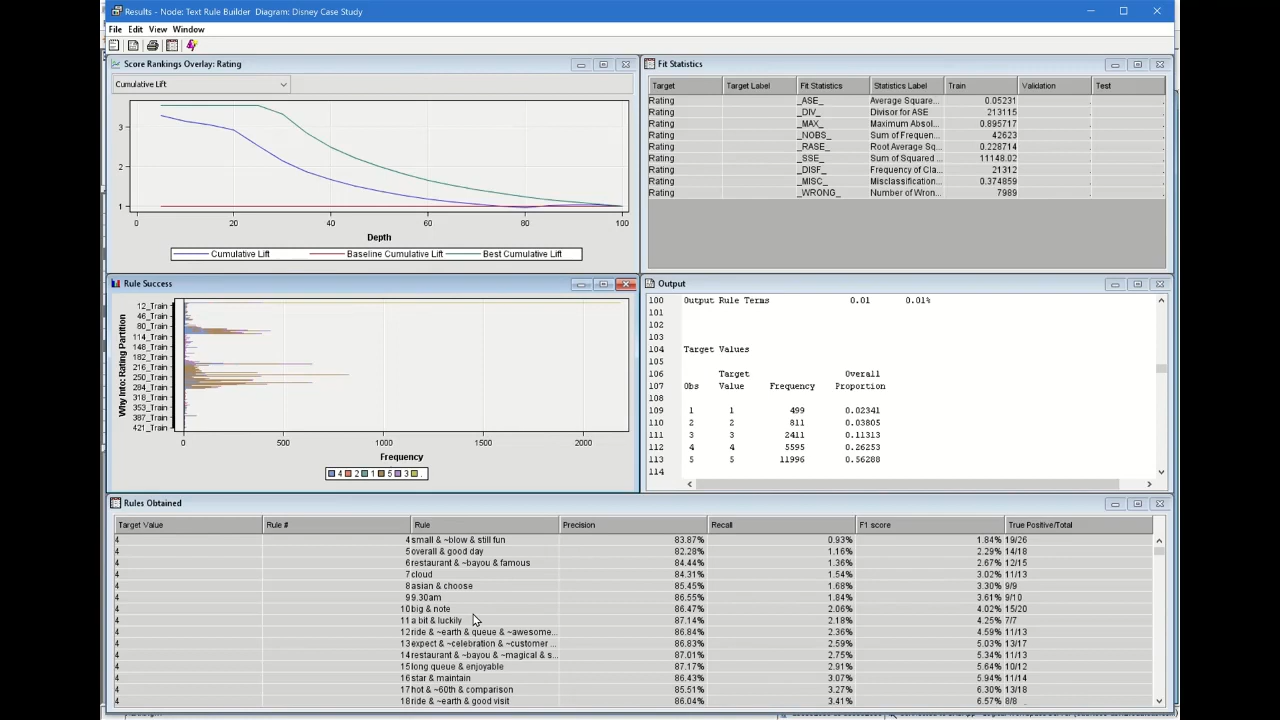 Results - Node: Text Rule Builder  Diagram: Disney Case Study
File Edit View Window
Score Rankings Overlay: Rating
Cumulative Lift
3
2
1
0 20 40 60 80 100
Depth
Cumulative Lift Baseline Cumulative Lift Best Cumulative Lift
Fit Statistics
Target Target Label Fit Statistics Statistics Label Train Validation Test
Rating _ASE_ Average Square... 0.05231 . .
Rating _DIV_ Divisor for ASE 213115 . .
Rating _MAX_ Maximum Absol... 0.895717 . .
Rating _NOBS_ Sum of Frequen... 42623 . .
Rating _RASE_ Root Average Sq... 0.228714 . .
Rating _SSE_ Sum of Squared ... 11148.02 . .
Rating _DISF_ Frequency of Cla... 21312 . .
Rating _MISC_ Misclassification... 0.374859 . .
Rating _WRONG_ Number of Wron... 7989 . .
Rule Success
Why Into: Rating Partition
12_Train
46_Train
80_Train
114_Train
148_Train
182_Train
216_Train
250_Train
284_Train
318_Train
353_Train
387_Train
421_Train
0 500 1000 1500 2000
Frequency
4 2 1 5 3 .
Output
100 Output Rule Terms 0.01 0.01%
101
102
103
104 Target Values
105
106 Target Overall
107 Obs Value Frequency Proportion
108
109 1 1 499 0.02341
110 2 2 811 0.03805
111 3 3 2411 0.11313
112 4 4 5595 0.26253
113 5 5 11996 0.56288
114
Rules Obtained
Target Value Rule # Rule Precision Recall F1 score True Positive/Total
4 4 small & ~blow & still fun 83.87% 0.93% 1.84% 19/26
4 5 overall & good day 82.28% 1.16% 2.29% 14/18
4 6 restaurant & ~bayou & famous 84.44% 1.36% 2.67% 12/15
4 7 cloud 84.31% 1.54% 3.02% 11/13
4 8 asian & choose 85.45% 1.68% 3.30% 9/9
4 9 9.30am 86.55% 1.84% 3.61% 9/10
4 10 big & note 86.47% 2.06% 4.02% 15/20
4 11 a bit & luckily 87.14% 2.18% 4.25% 7/7
4 12 ride & ~earth & queue & ~awesome... 86.84% 2.36% 4.59% 11/13
4 13 expect & ~celebration & ~customer ... 86.83% 2.59% 5.03% 13/17
4 14 restaurant & ~bayou & ~magical & s... 87.01% 2.75% 5.34% 11/13
4 15 long queue & enjoyable 87.17% 2.91% 5.64% 10/12
4 16 star & maintain 86.43% 3.07% 5.94% 11/14
4 17 hot & ~60th & comparison 85.51% 3.27% 6.30% 13/18
4 18 ride & ~earth & good visit 86.04% 3.41% 6.57% 8/8